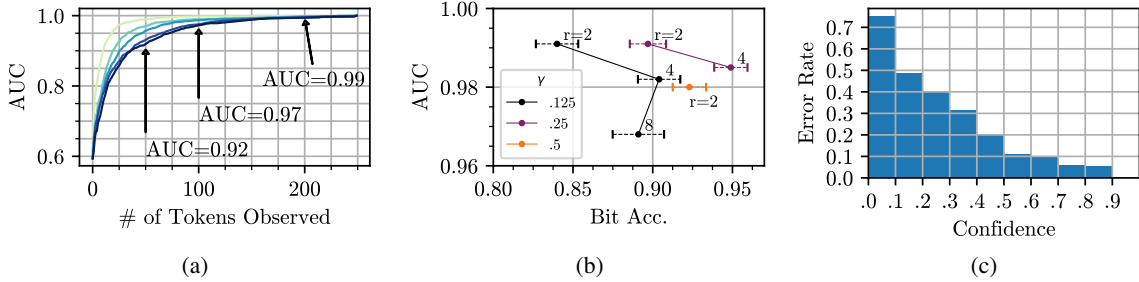 AUC
1.0
0.8
0.6
AUC=0.99
AUC=0.97
AUC=0.92
0
100
200
# of Tokens Observed
(a)
AUC
1.00
0.98
0.96
r=2
r=2
4
4
r=2
8
γ
.125
.25
.5
0.80
0.85
0.90
0.95
Bit Acc.
(b)
Error Rate
0.7
0.6
0.5
0.4
0.3
0.2
0.1
0.0
.0 .1 .2 .3 .4 .5 .6 .7 .8 .9
Confidence
(c)